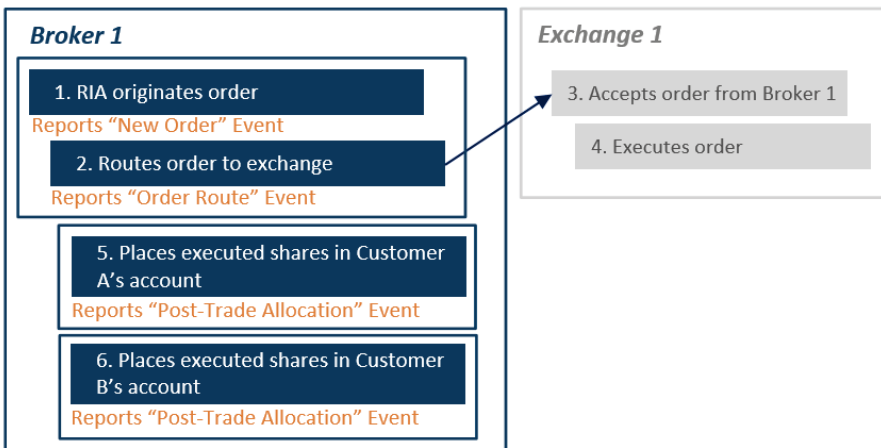 Broker 1
1. RIA originates order
Reports “New Order” Event
2. Routes order to exchange
Reports “Order Route” Event
5. Places executed shares in Customer
A’s account
Reports “Post-Trade Allocation” Event
6. Places executed shares in Customer
B’s account
Reports “Post-Trade Allocation” Event
Exchange 1
3. Accepts order from Broker 1
4. Executes order